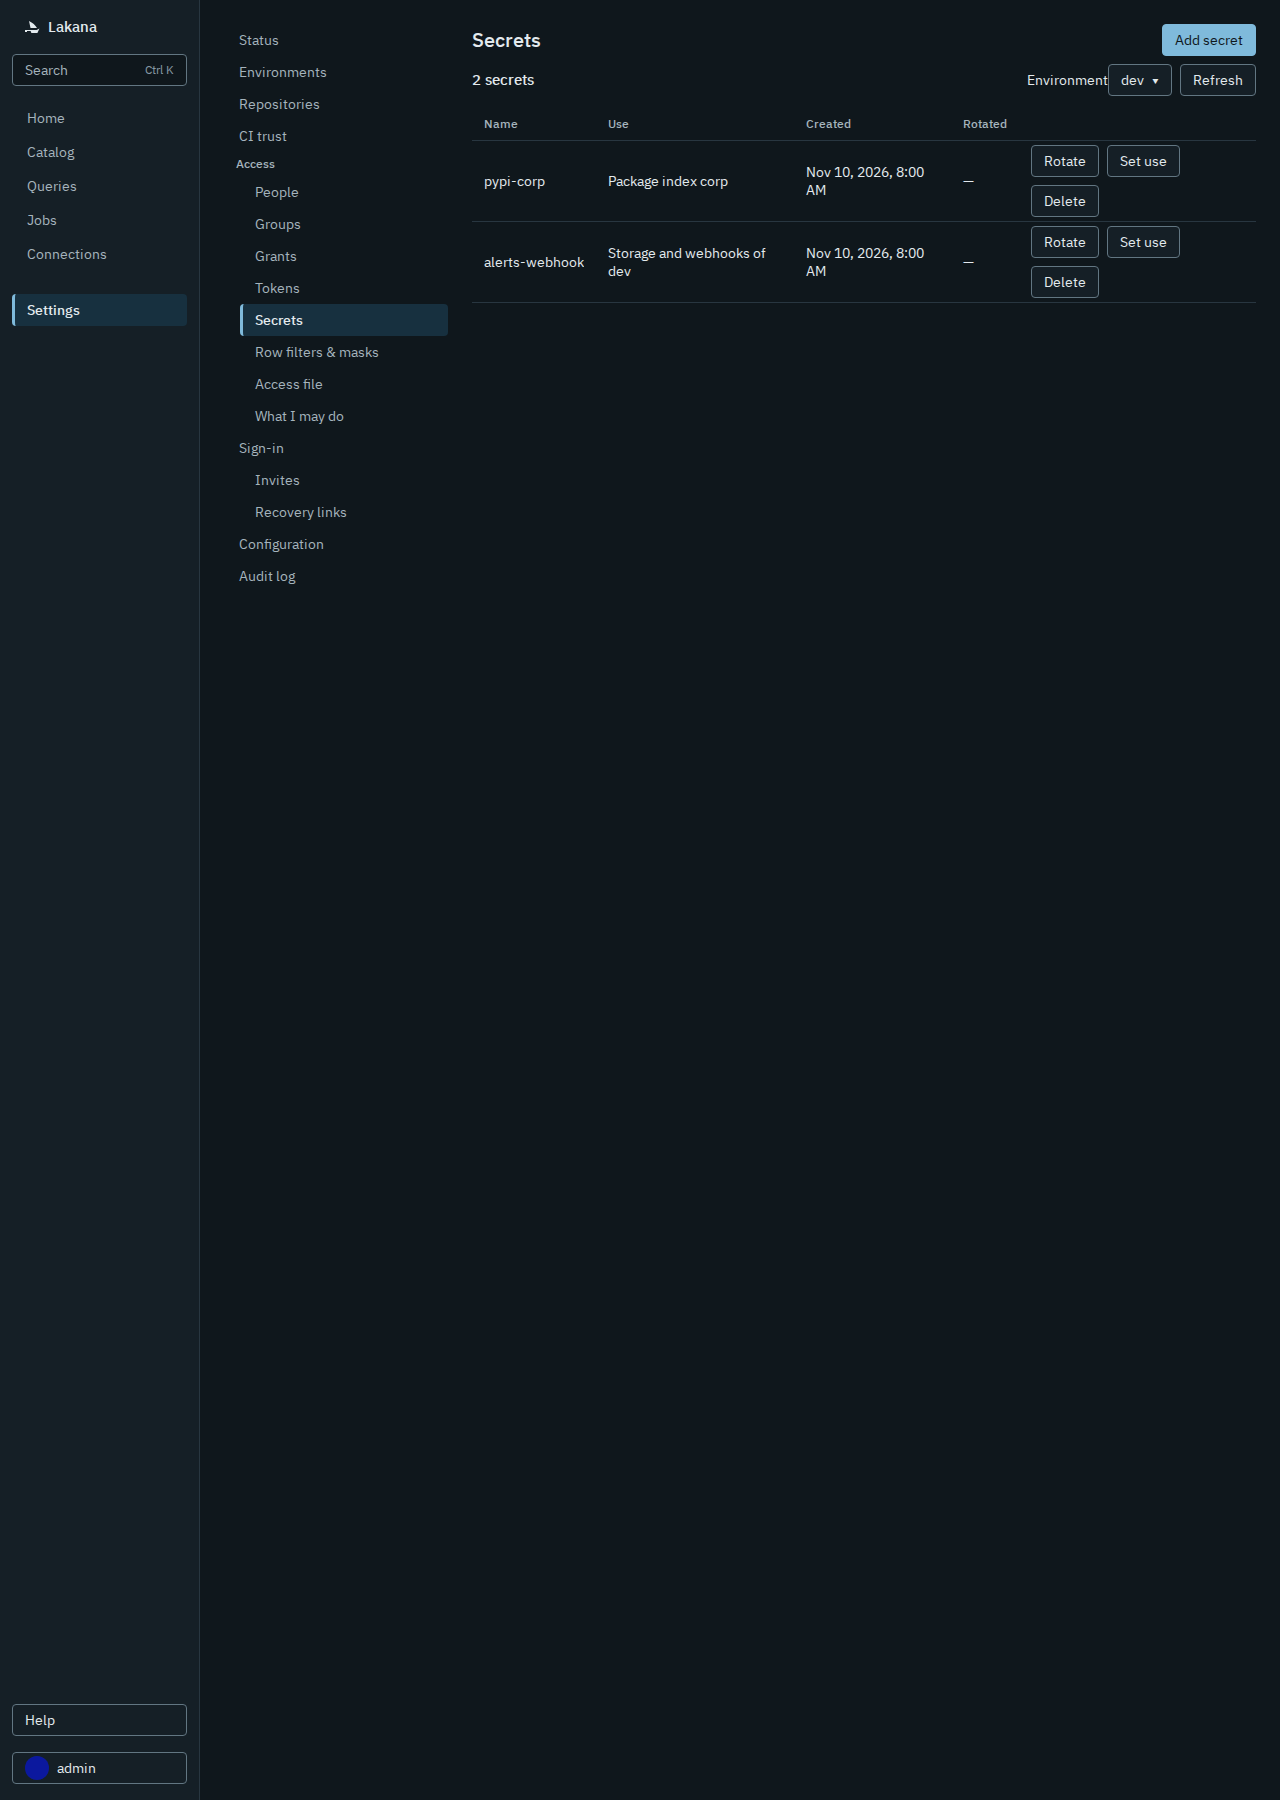 Lakana
Search Ctrl K
Home
Catalog
Queries
Jobs
Connections
Settings
Help
admin
Status
Environments
Repositories
CI trust
Access
People
Groups
Grants
Tokens
Secrets
Row filters & masks
Access file
What I may do
Sign-in
Invites
Recovery links
Configuration
Audit log
Secrets Add secret
2 secrets Environment dev Refresh
Name Use Created Rotated
pypi-corp Package index corp Nov 10, 2026, 8:00 AM — Rotate Set use Delete
alerts-webhook Storage and webhooks of dev Nov 10, 2026, 8:00 AM — Rotate Set use Delete